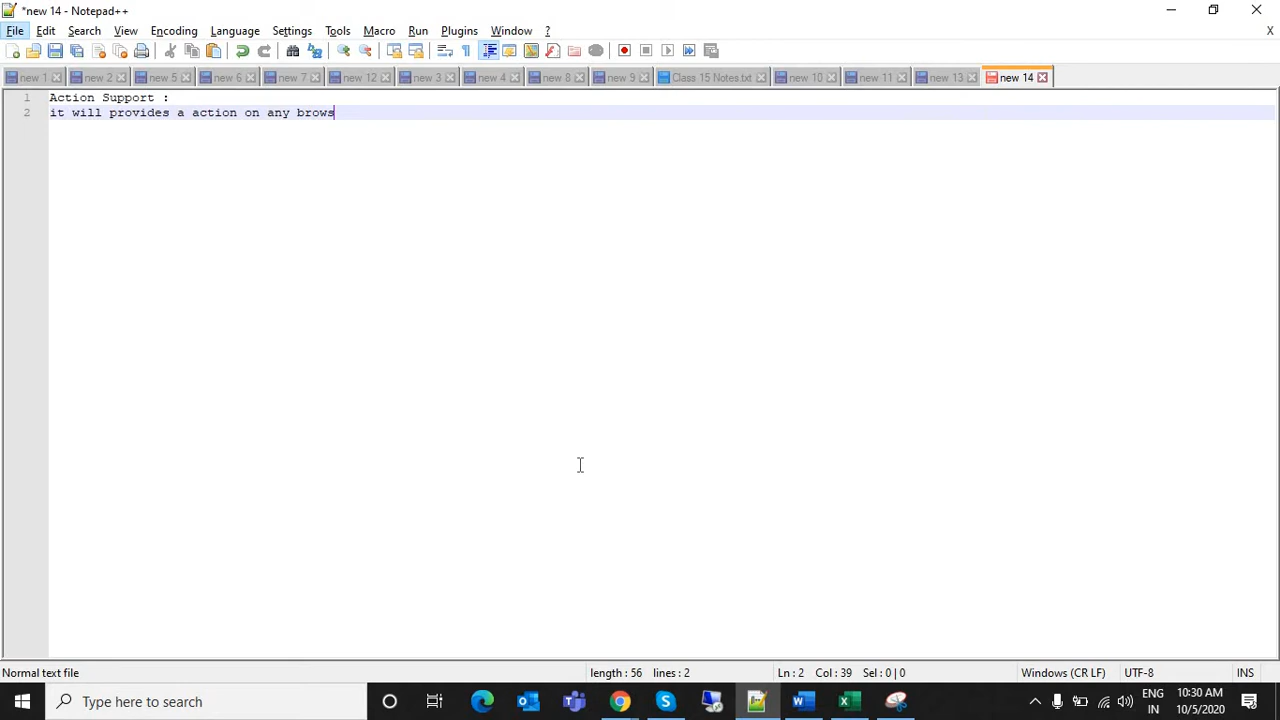 *new 14 - Notepad++
File Edit Search View Encoding Language Settings Tools Macro Run Plugins Window ? X
new 1 new 2 new 5 new 6 new 7 new 12 new 3 new 4 new 8 new 9 Class 15 Notes.txt new 10 new 11 new 13 new 14
1 Action Support :
2 it will provides a action on any brows
Normal text file length : 56 lines : 2 Ln : 2 Col : 39 Sel : 0 | 0 Windows (CR LF) UTF-8 INS
Type here to search
ENG
IN
10:30 AM
10/5/2020